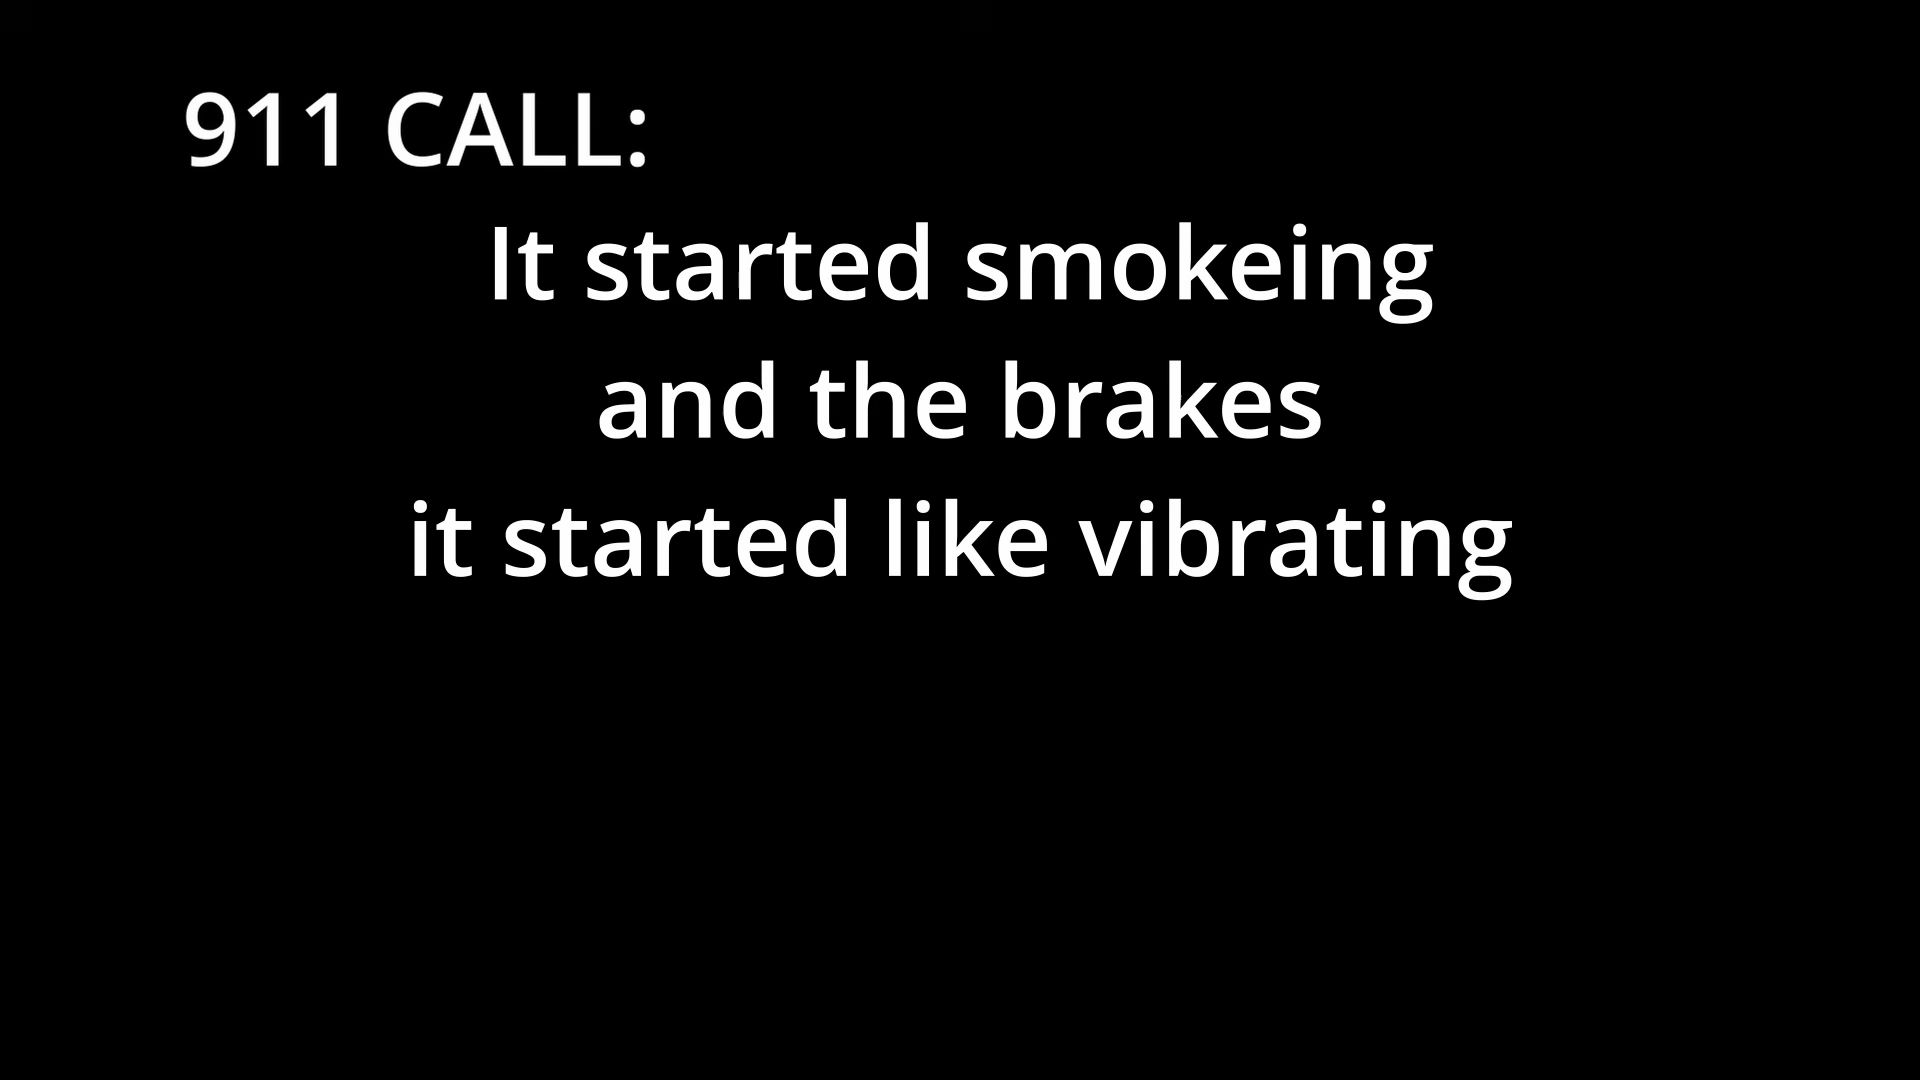 911 CALL:
It started smokeing
and the brakes
it started like vibrating